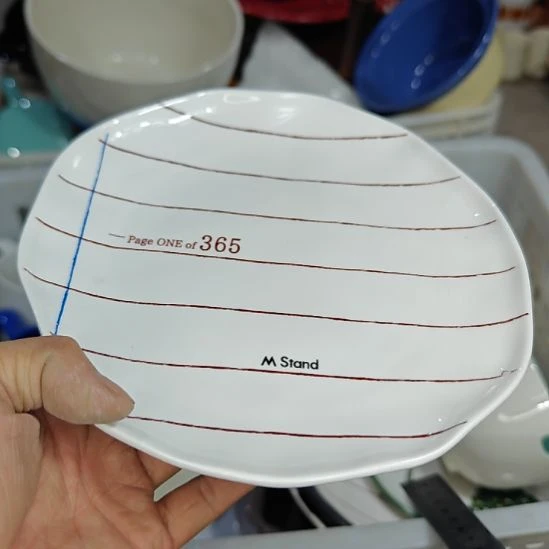 — Page ONE of 365
M Stand